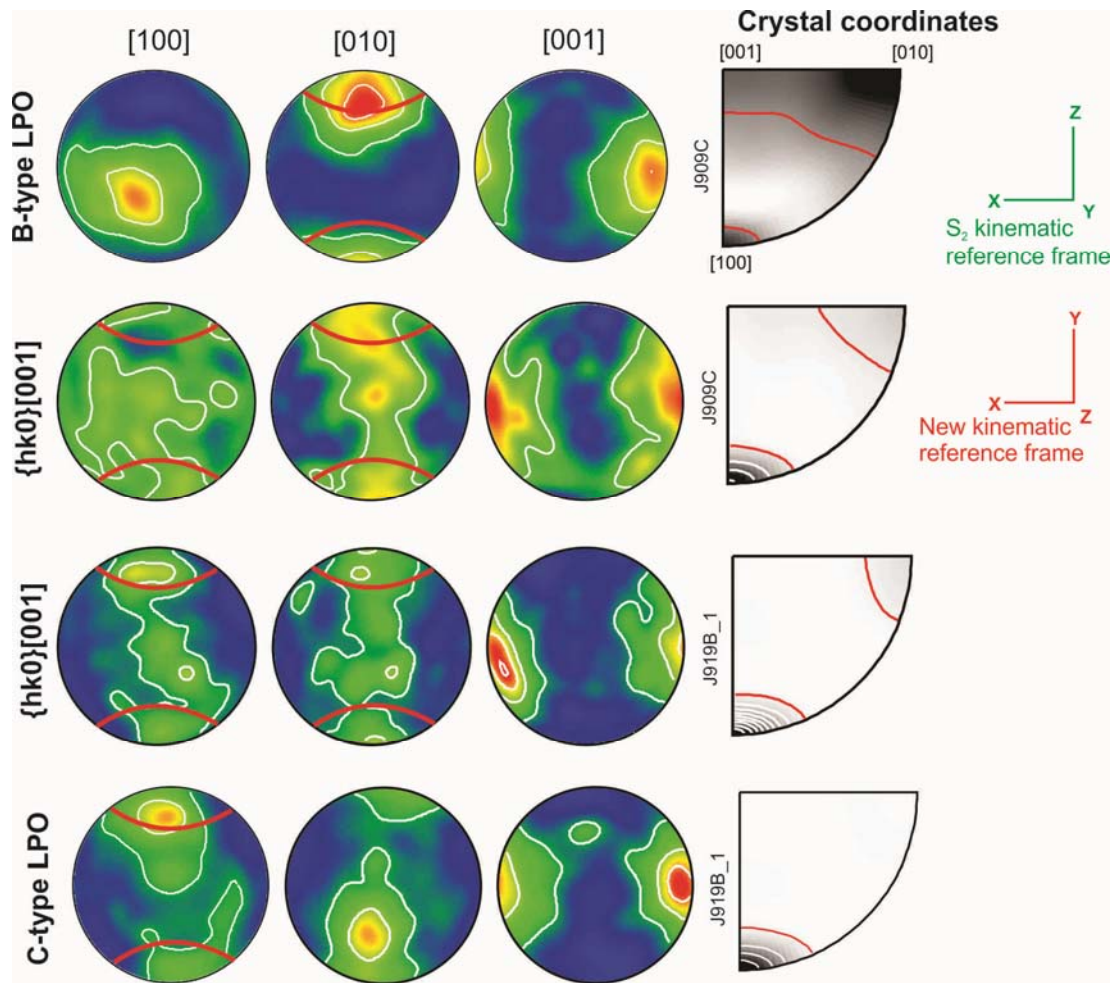 Crystal coordinates
[100] [010] [001]
[001] [010]
B-type LPO
J909C
[100]
Z
X
Y
S₂ kinematic
reference frame
{hk0}[001]
J909C
Y
X
Z
New kinematic
reference frame
{hk0}[001]
J919B_1
C-type LPO
J919B_1